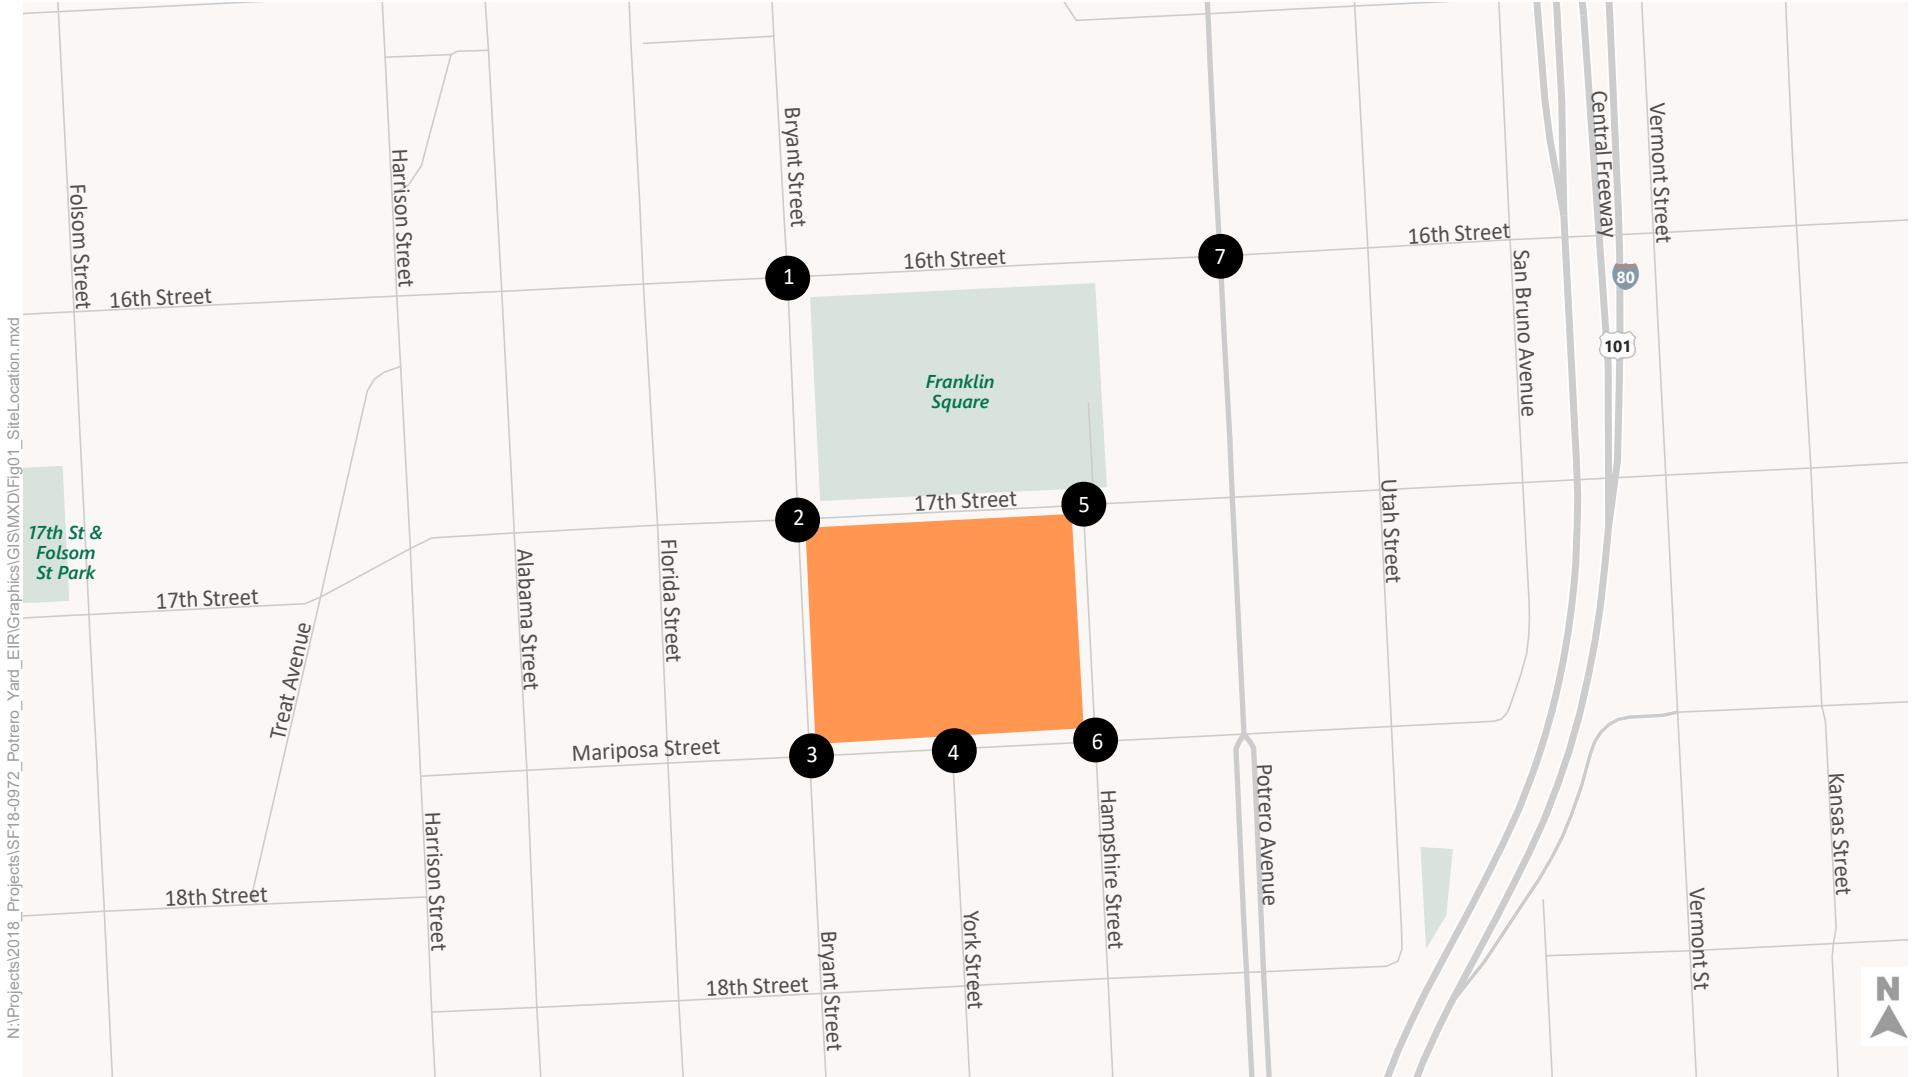 N:\Projects\2018_Projects\SF18-0972_Potrero_Yard_EIR\Graphics\GIS\MXD\Fig01_SiteLocation.mxd
Folsom Street
Harrison Street
Bryant Street
Central Freeway
Vermont Street
16th Street
1
16th Street
7
16th Street
San Bruno Avenue
80
101
Franklin
Square
17th St &
Folsom
St Park
17th Street
Treat Avenue
Alabama Street
Florida Street
2
17th Street
5
Utah Street
Mariposa Street
3
4
6
Potrero Avenue
Hampshire Street
Harrison Street
18th Street
Bryant Street
York Street
18th Street
Kansas Street
Vermont St
N